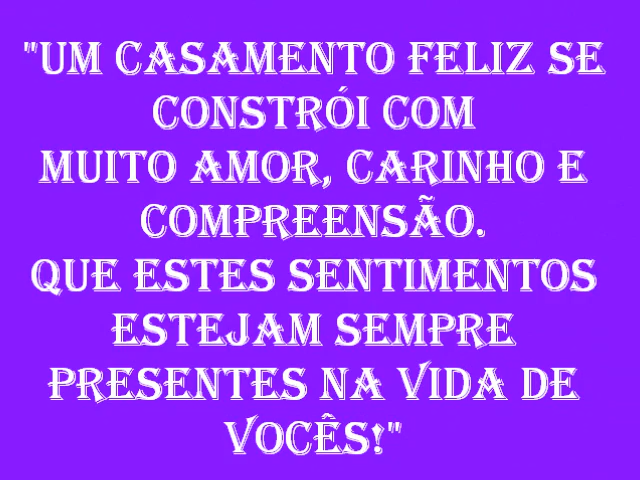 "UM CASAMENTO FELIZ SE
CONSTRÓI COM
MUITO AMOR, CARINHO E
COMPREENSÃO.
QUE ESTES SENTIMENTOS
ESTEJAM SEMPRE
PRESENTES NA VIDA DE
VOCÊS!"